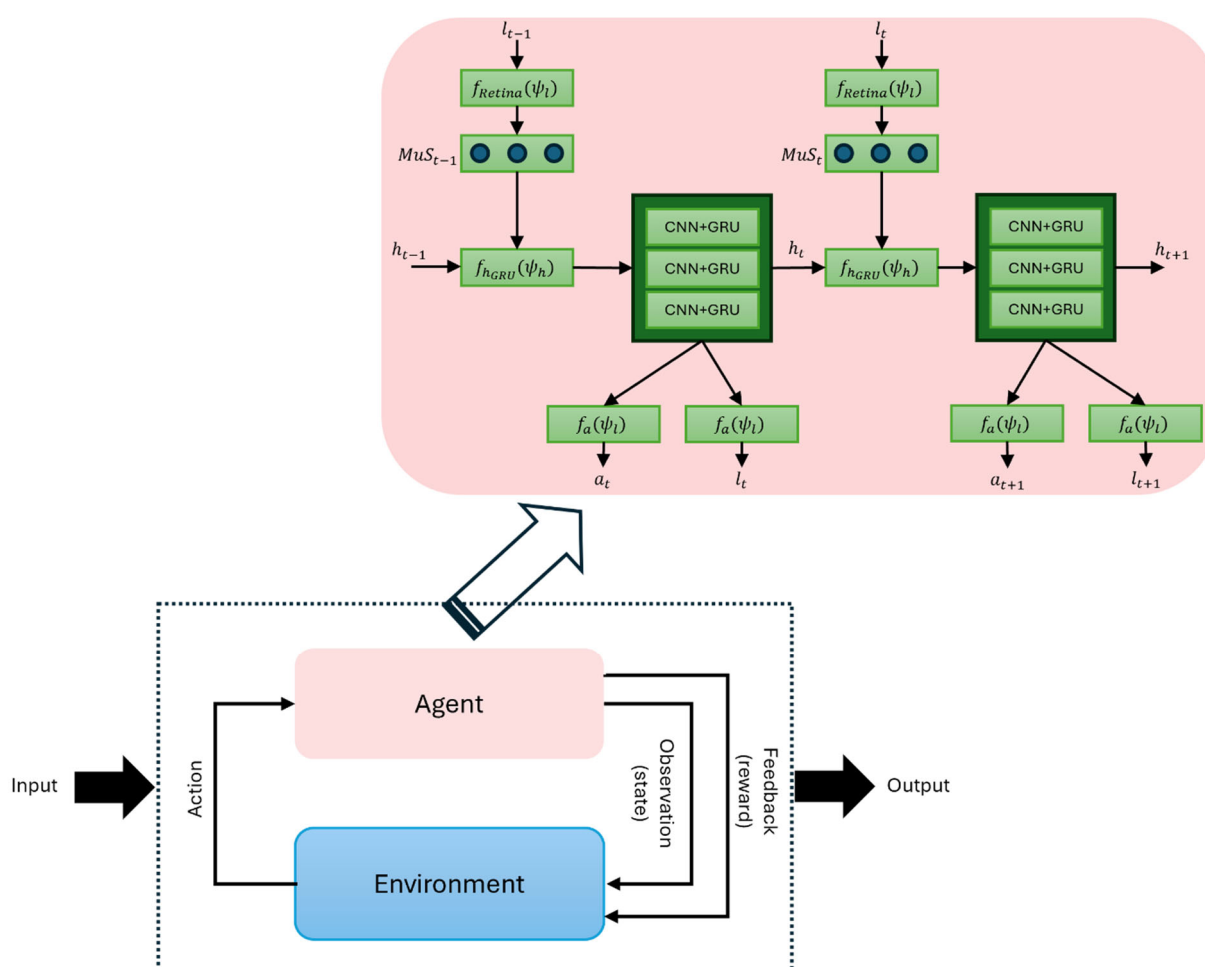 l_{t−1} l_t
f_{Retina}(ψ_l) f_{Retina}(ψ_l)
MuS_{t−1} MuS_t
CNN+GRU CNN+GRU
h_{t−1} f_{h_{GRU}}(ψ_h) CNN+GRU h_t f_{h_{GRU}}(ψ_h) CNN+GRU h_{t+1}
CNN+GRU CNN+GRU
f_a(ψ_l) f_a(ψ_l) f_a(ψ_l) f_a(ψ_l)
a_t l_t a_{t+1} l_{t+1}
Agent
Input
Action
Observation
(state)
Feedback
(reward)
Output
Environment